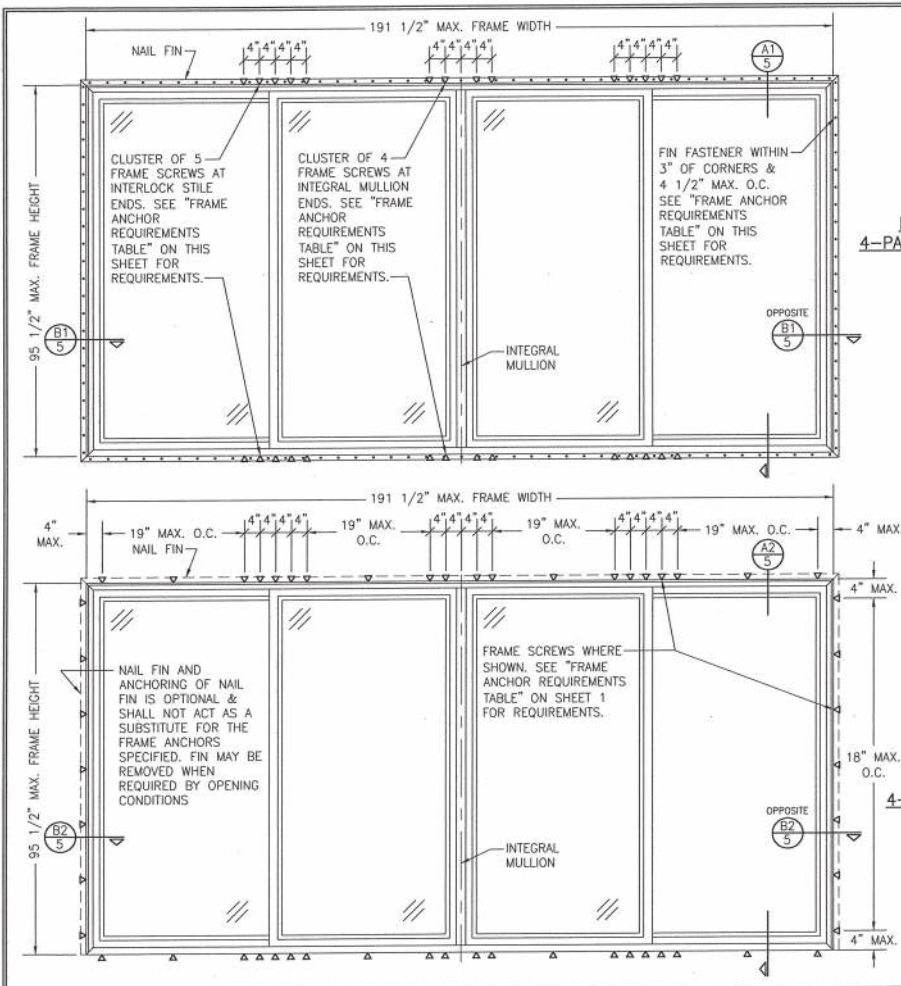 191 1/2" MAX. FRAME WIDTH
NAIL FIN
4" 4" 4" 4"
4" 4" 4" 4"
4" 4" 4" 4"
A1
5
95 1/2" MAX. FRAME HEIGHT
CLUSTER OF 5
FRAME SCREWS AT
INTERLOCK STILE
ENDS. SEE "FRAME
ANCHOR
REQUIREMENTS
TABLE" ON THIS
SHEET FOR
REQUIREMENTS.
CLUSTER OF 4
FRAME SCREWS AT
INTEGRAL MULLION
ENDS. SEE "FRAME
ANCHOR
REQUIREMENTS
TABLE" ON THIS
SHEET FOR
REQUIREMENTS.
FIN FASTENER WITHIN
3" OF CORNERS &
4 1/2" MAX. O.C.
SEE "FRAME ANCHOR
REQUIREMENTS
TABLE" ON THIS
SHEET FOR
REQUIREMENTS.
4-PA
B1
5
INTEGRAL
MULLION
OPPOSITE
B1
5
191 1/2" MAX. FRAME WIDTH
4"
MAX.
19" MAX. O.C.
4" 4" 4" 4"
19" MAX.
O.C.
4" 4" 4" 4"
19" MAX.
O.C.
4" 4" 4" 4"
19" MAX. O.C.
4" MAX.
NAIL FIN
A2
5
4" MAX.
95 1/2" MAX. FRAME HEIGHT
NAIL FIN AND
ANCHORING OF NAIL
FIN IS OPTIONAL &
SHALL NOT ACT AS A
SUBSTITUTE FOR THE
FRAME ANCHORS
SPECIFIED. FIN MAY BE
REMOVED WHEN
REQUIRED BY OPENING
CONDITIONS
FRAME SCREWS WHERE
SHOWN. SEE "FRAME
ANCHOR REQUIREMENTS
TABLE" ON SHEET 1
FOR REQUIREMENTS.
18" MAX.
O.C.
4-
B2
5
INTEGRAL
MULLION
OPPOSITE
B2
5
4" MAX.